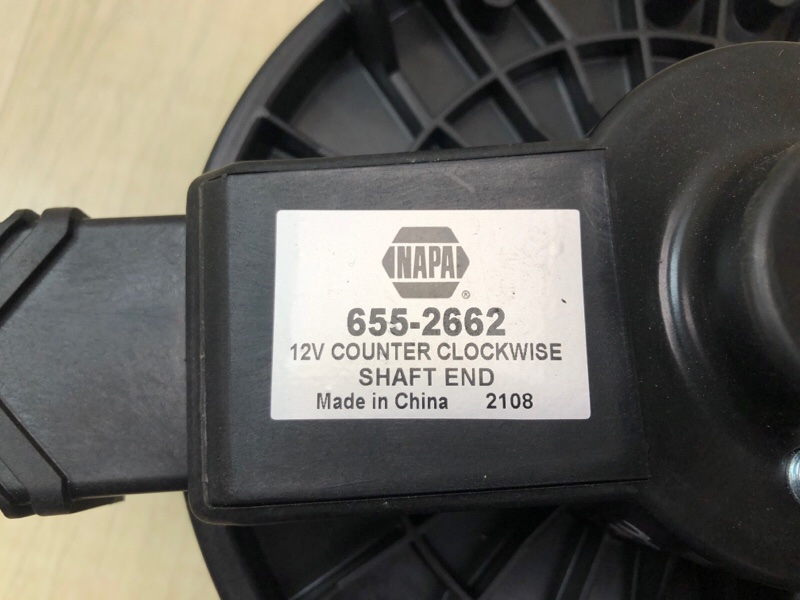 NAPA
®
655-2662
12V COUNTER CLOCKWISE
SHAFT END
Made in China 2108